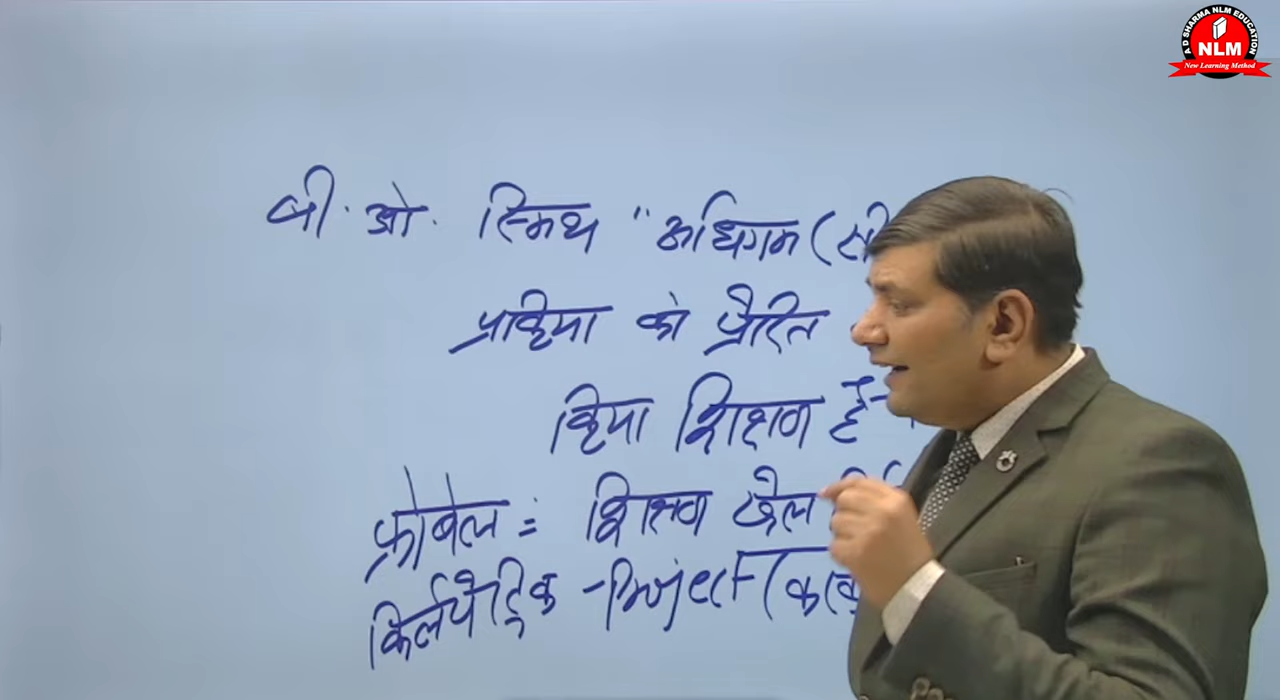 A D SHARMA NLM EDUCATION
NLM
New Learning Method
बी. ओ. स्मिथ "अधिगम (सी
प्रक्रिया को प्रेरित
क्रिया शिक्षण है
फ्रोबेल = शिक्षण खेल
किलपैट्रिक - Project (